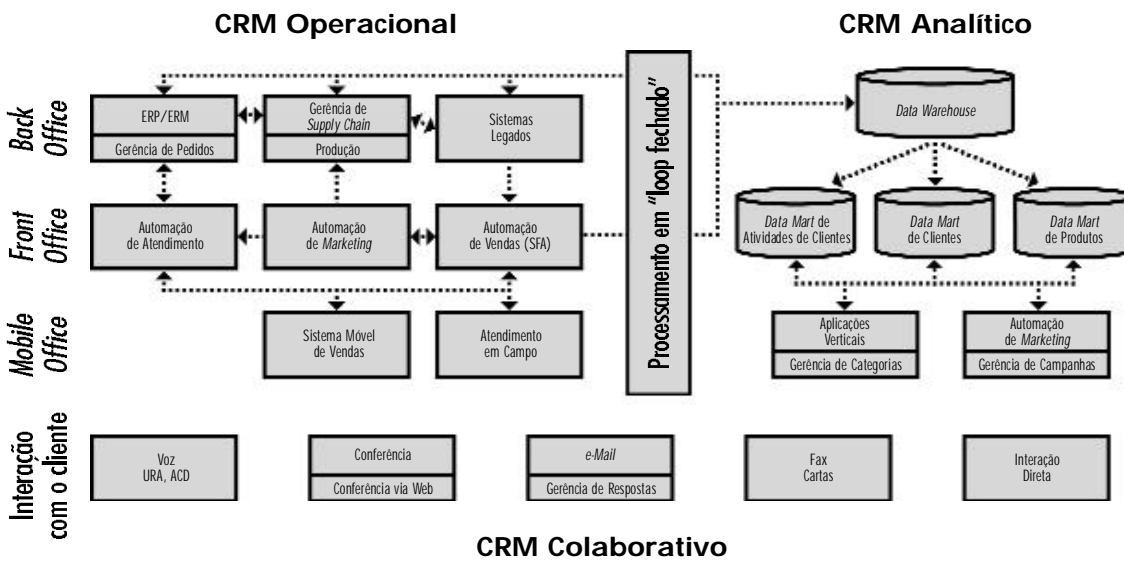 CRM Operacional
CRM Analítico
Back
Office
ERP/ERM
Gerência de Pedidos
Gerência de
Supply Chain
Produção
Sistemas
Legados
Processamento em “loop fechado”
Data Warehouse
Front
Office
Automação
de Atendimento
Automação
de Marketing
Automação
de Vendas (SFA)
Data Mart de
Atividades de Clientes
Data Mart
de Clientes
Data Mart
de Produtos
Mobile
Office
Sistema Móvel
de Vendas
Atendimento
em Campo
Aplicações
Verticais
Gerência de Categorias
Automação
de Marketing
Gerência de Campanhas
Interação
com o cliente
Voz
URA, ACD
Conferência
Conferência via Web
e-Mail
Gerência de Respostas
Fax
Cartas
Interação
Direta
CRM Colaborativo